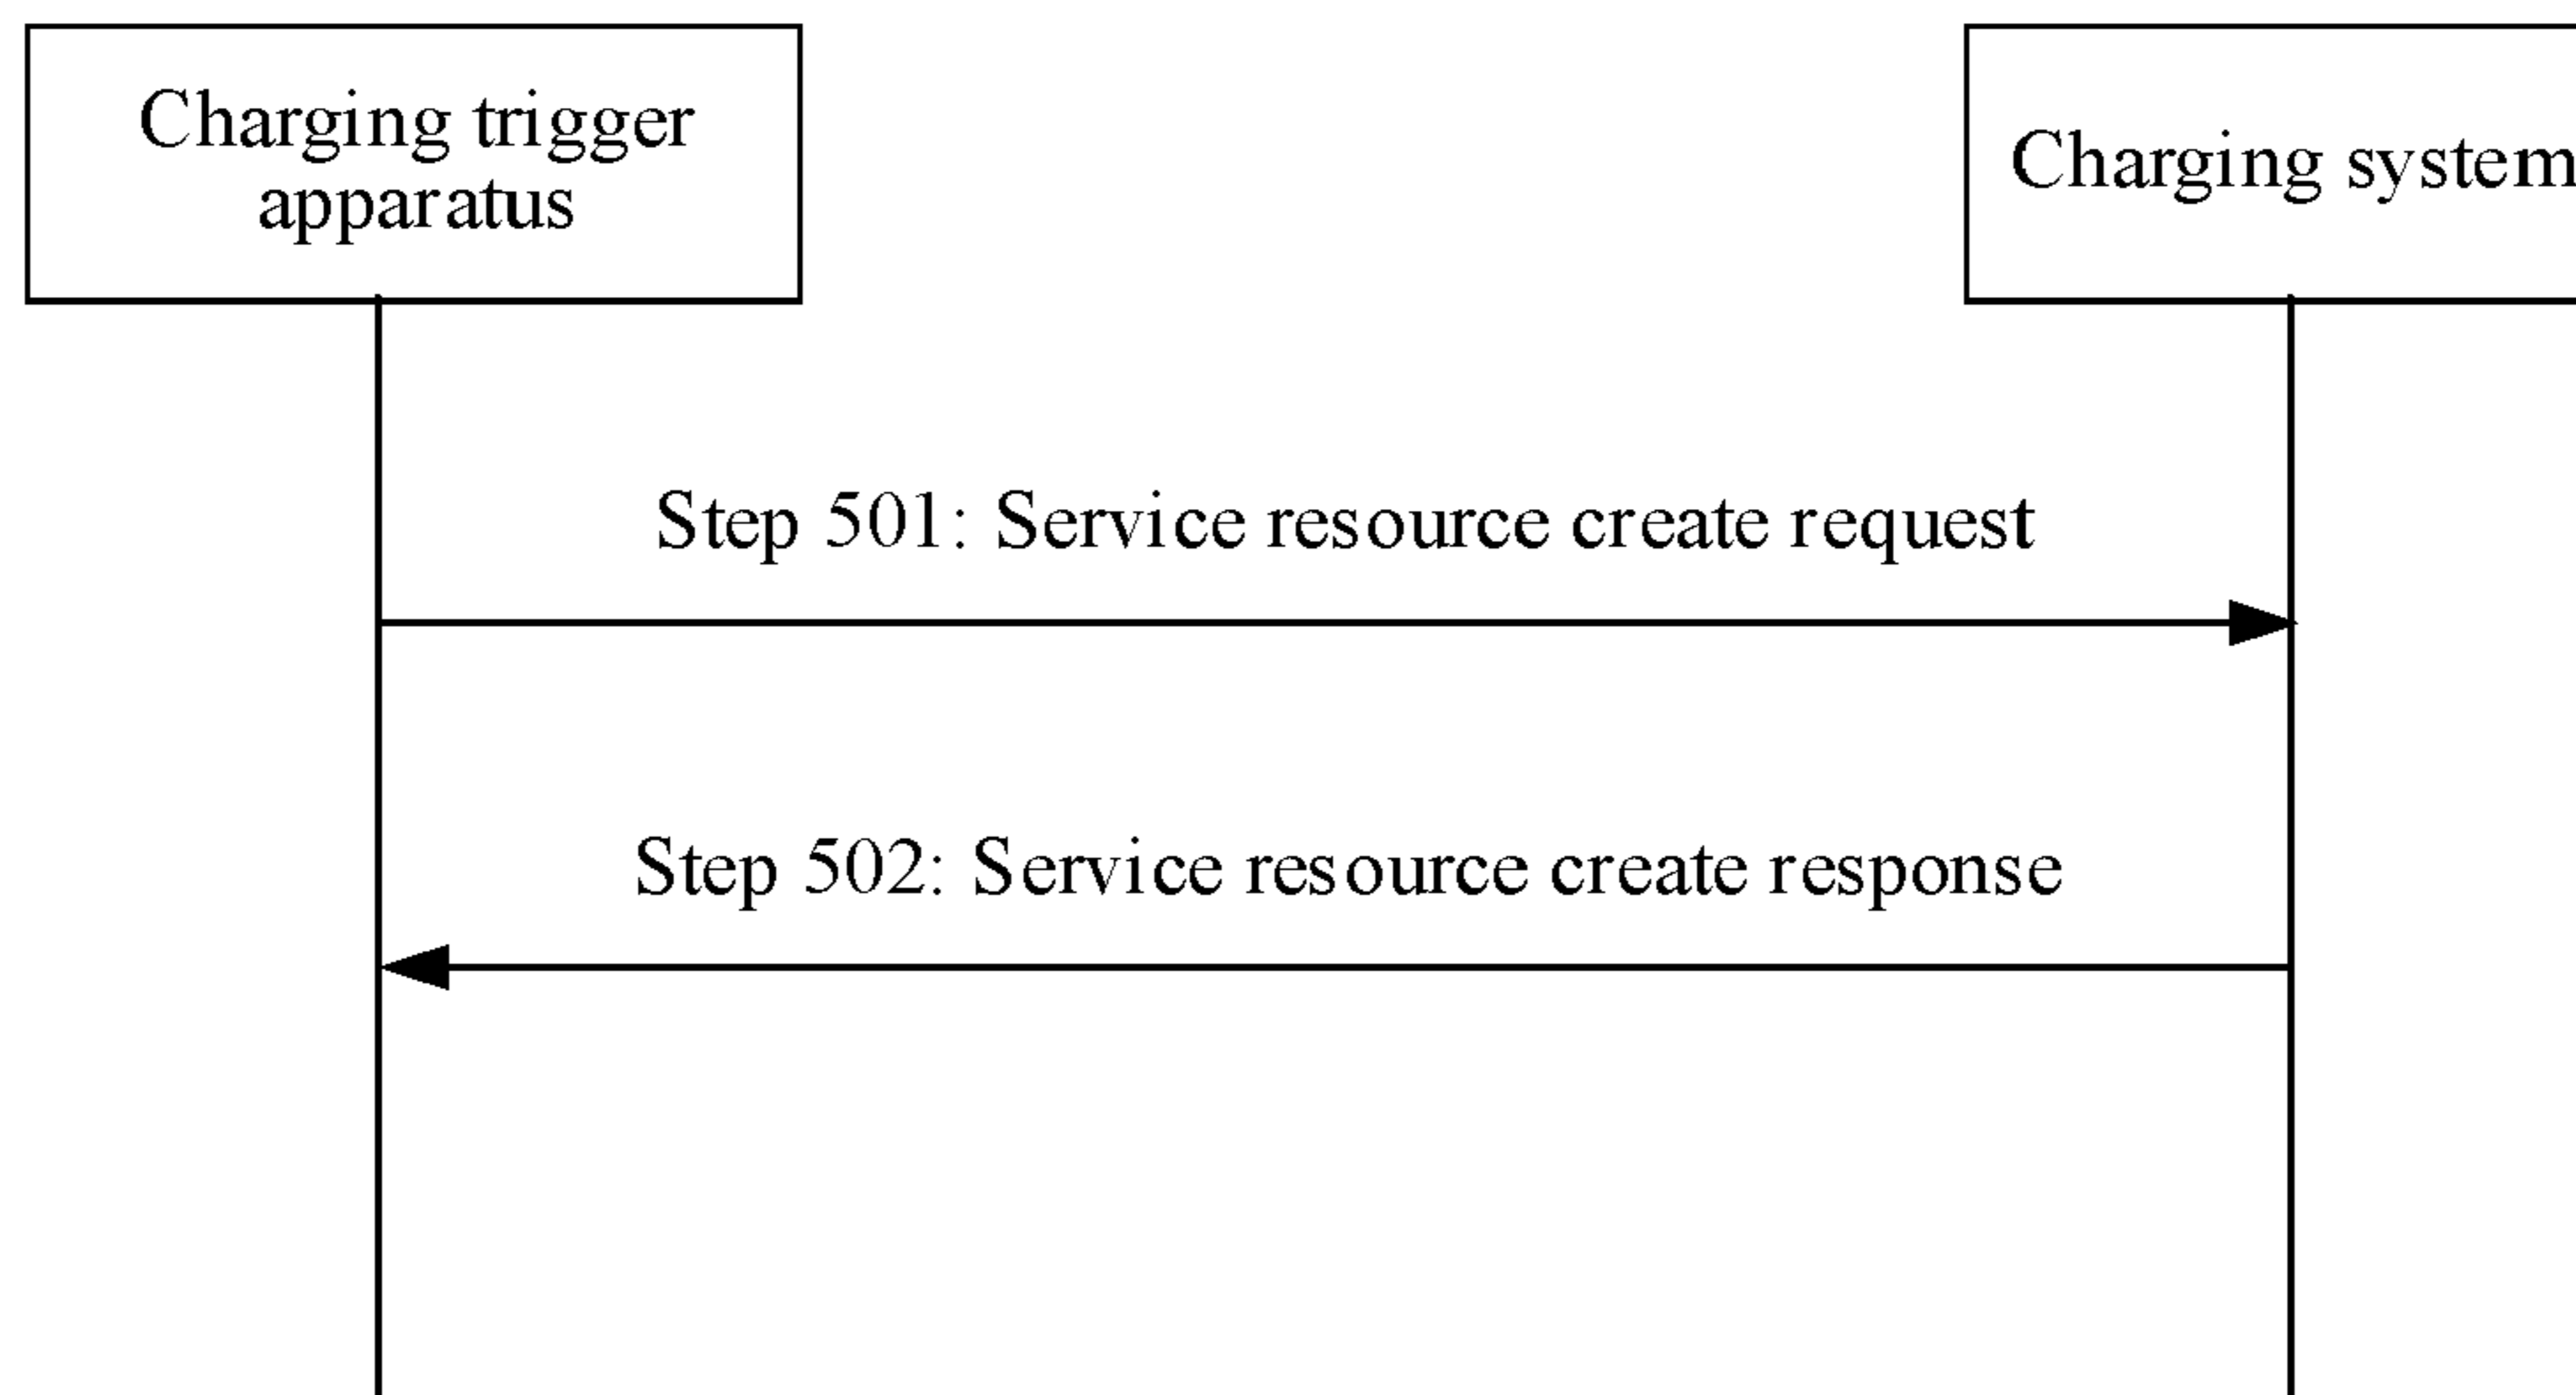 Charging trigger
apparatus
Charging system
Step 501: Service resource create request
Step 502: Service resource create response